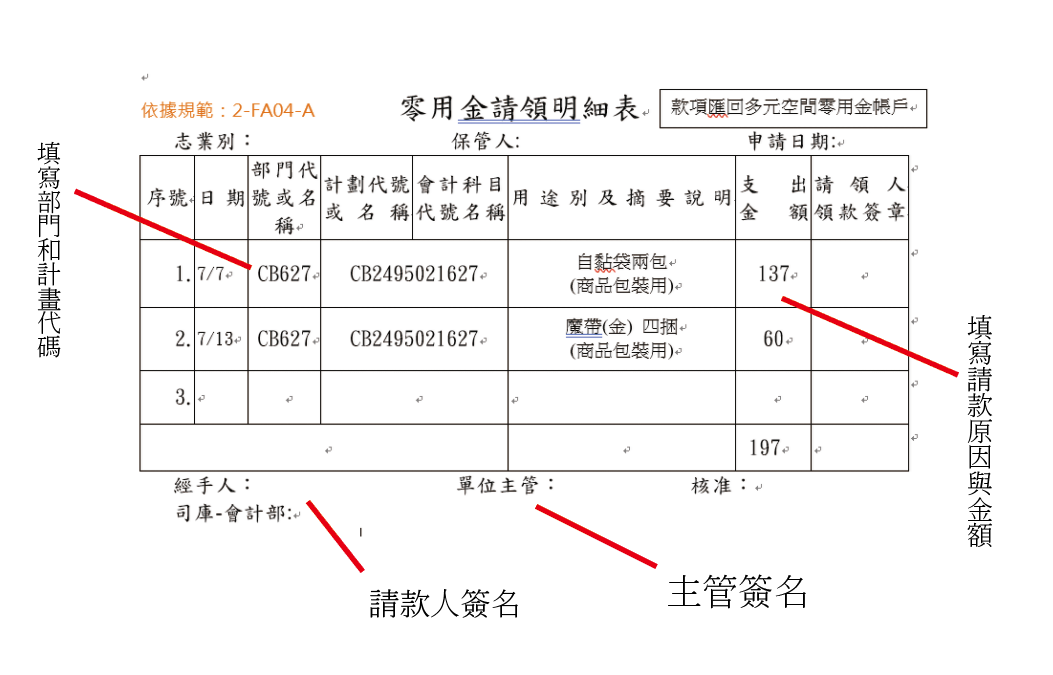 依據規範：2-FA04-A
零用金請領明細表
款項匯回多元空間零用金帳戶
志業別：
保管人:
申請日期:
序號
日 期
部門代
號或名
稱
計劃代號
或 名 稱
會計科目
代號名稱
用 途 別 及 摘 要 說 明
支 出
金 額
請 領 人
領款簽章
1. 7/7 CB627 CB2495021627
自黏袋兩包
(商品包裝用)
137
2. 7/13 CB627 CB2495021627
魔帶(金) 四捆
(商品包裝用)
60
3.
197
經手人：
單位主管：
核准：
司庫-會計部:
填寫部門和計畫代碼
填寫請款原因與金額
請款人簽名
主管簽名